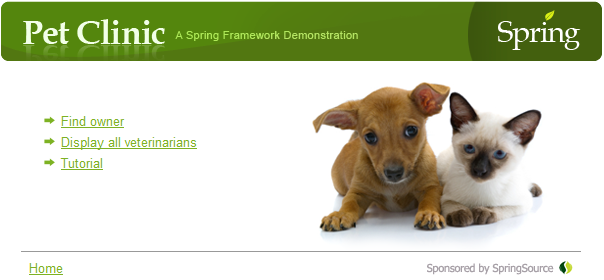 Pet Clinic A Spring Framework Demonstration Spring
Find owner
Display all veterinarians
Tutorial
Home Sponsored by SpringSource